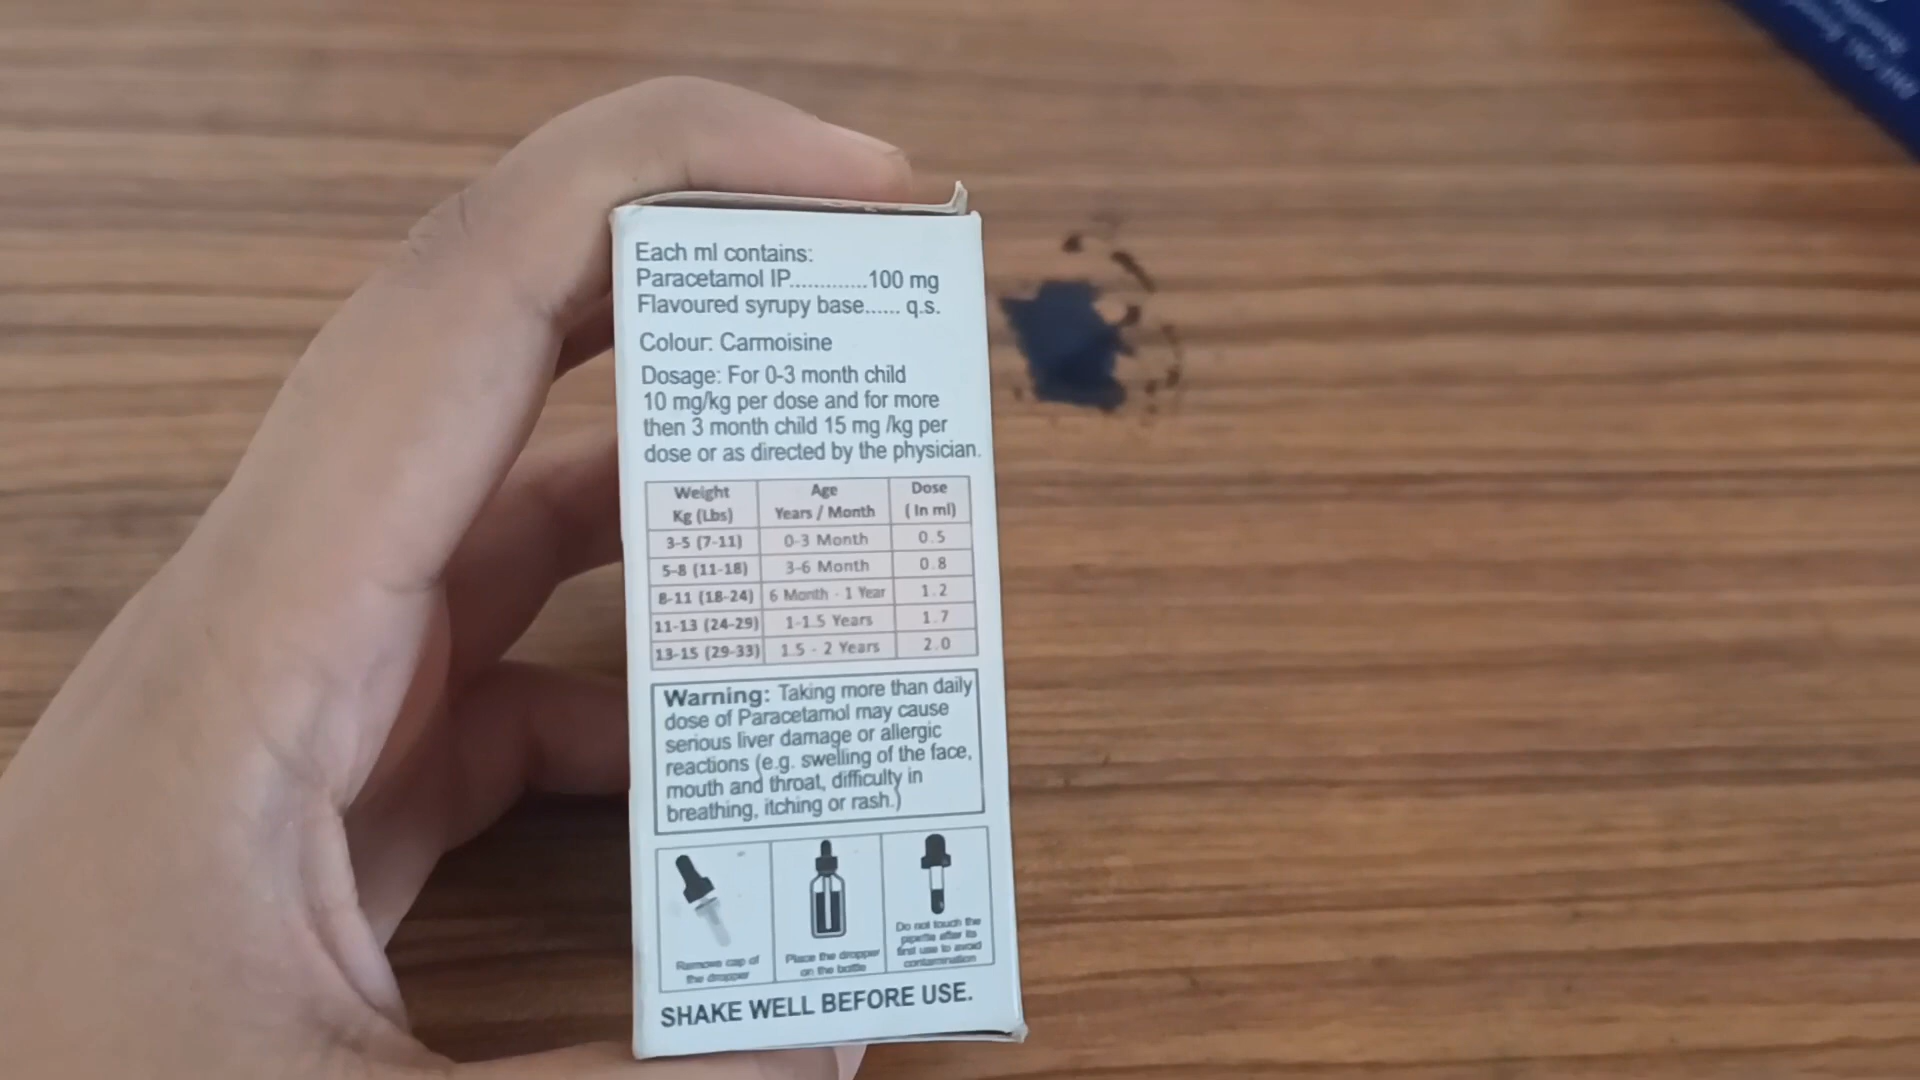 Each ml contains:
Paracetamol IP.............100 mg
Flavoured syrupy base...... q.s.
Colour: Carmoisine
Dosage: For 0-3 month child
10 mg/kg per dose and for more
then 3 month child 15 mg /kg per
dose or as directed by the physician.
Weight Age Dose
Kg (Lbs) Years / Month ( In ml)
3-5 (7-11) 0-3 Month 0.5
5-8 (11-18) 3-6 Month 0.8
8-11 (18-24) 6 Month - 1 Year 1.2
11-13 (24-29) 1-1.5 Years 1.7
13-15 (29-33) 1.5 - 2 Years 2.0
Warning: Taking more than daily
dose of Paracetamol may cause
serious liver damage or allergic
reactions (e.g. swelling of the face,
mouth and throat, difficulty in
breathing, itching or rash.)
Remove cap of
the dropper
Place the dropper
on the bottle
Do not touch the
pipette after its
first use to avoid
contamination
SHAKE WELL BEFORE USE.